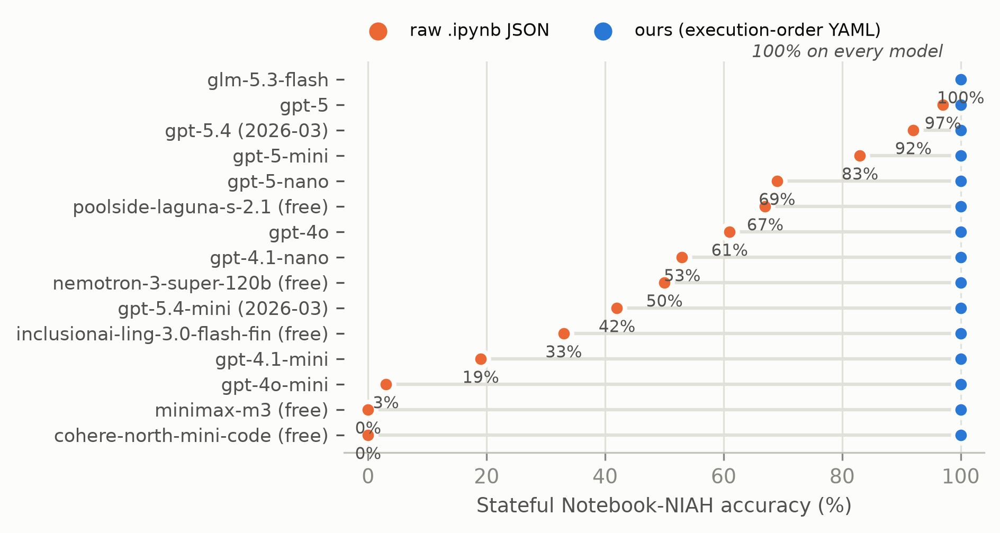 raw .ipynb JSON
ours (execution-order YAML)
100% on every model
glm-5.3-flash
100%
gpt-5
97%
gpt-5.4 (2026-03)
92%
gpt-5-mini
83%
gpt-5-nano
69%
poolside-laguna-s-2.1 (free)
67%
gpt-4o
61%
gpt-4.1-nano
53%
nemotron-3-super-120b (free)
50%
gpt-5.4-mini (2026-03)
42%
inclusionai-ling-3.0-flash-fin (free)
33%
gpt-4.1-mini
19%
gpt-4o-mini
3%
minimax-m3 (free)
0%
cohere-north-mini-code (free)
0%
0 20 40 60 80 100
Stateful Notebook-NIAH accuracy (%)